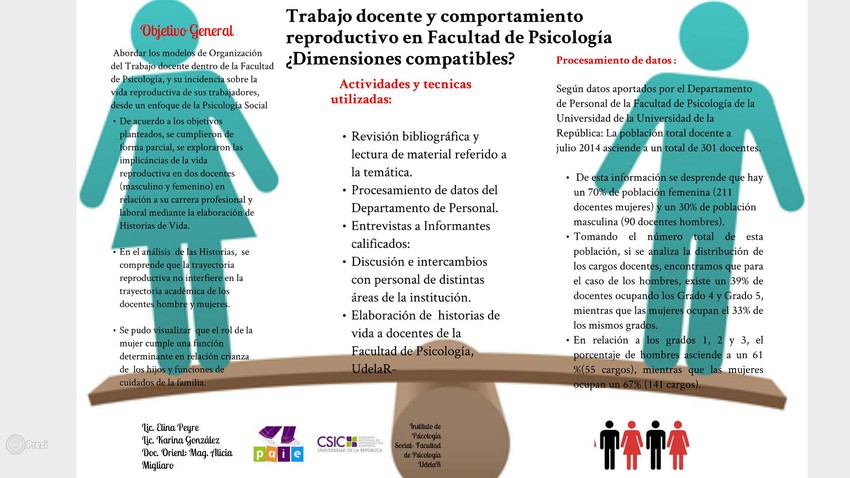 Trabajo docente y comportamiento
reproductivo en Facultad de Psicología
¿Dimensiones compatibles?
Objetivo General
Abordar los modelos de Organización
del Trabajo docente dentro de la Facultad
de Psicología, y su incidencia sobre la
vida reproductiva de sus trabajadores,
desde un enfoque de la Psicología Social
• De acuerdo a los objetivos
planteados, se cumplieron de
forma parcial, se exploraron las
implicáncias de la vida
reproductiva en dos docentes
(masculino y femenino) en
relación a su carrera profesional y
laboral mediante la elaboración de
Historias de Vida.
• En el análisis de las Historias, se
comprende que la trayectoria
reproductiva no interfiere en la
trayectoria académica de los
docentes hombre y mujeres.
• Se pudo visualizar que el rol de la
mujer cumple una función
determinante en relación crianza
de los hijos y funciones de
cuidados de la familia.
Actividades y tecnicas
utilizadas:
• Revisión bibliográfica y
lectura de material referido a
la temática.
• Procesamiento de datos del
Departamento de Personal.
• Entrevistas a Informantes
calificados:
• Discusión e intercambios
con personal de distintas
áreas de la institución.
• Elaboración de historias de
vida a docentes de la
Facultad de Psicología,
UdelaR-
Procesamiento de datos :
Según datos aportados por el Departamento
de Personal de la Facultad de Psicología de la
Universidad de la Universidad de la
República: La población total docente a
julio 2014 asciende a un total de 301 docentes.
• De esta información se desprende que hay
un 70% de población femenina (211
docentes mujeres) y un 30% de población
masculina (90 docentes hombres).
• Tomando el número total de esta
población, si se analiza la distribución de
los cargos docentes, encontramos que para
el caso de los hombres, existe un 39% de
docentes ocupando los Grado 4 y Grado 5,
mientras que las mujeres ocupan el 33% de
los mismos grados.
• En relación a los grados 1, 2 y 3, el
porcentaje de hombres asciende a un 61
%(55 cargos), mientras que las mujeres
ocupan un 67% (141 cargos).
Lic. Elina Peyre
Lic. Karina González
Doc. Orient: Mag. Alicia
Migliaro
paie
CSIC
UNIVERSIDAD DE LA REPÚBLICA
Instituto de
Psicología
Social- Facultad
de Psicología
UdelaR
Prezi